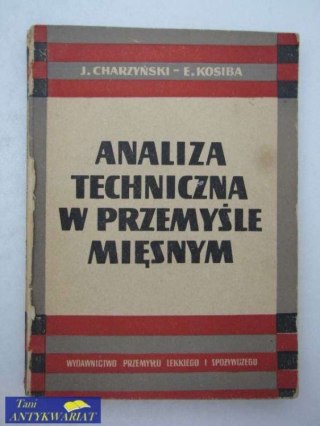 J. CHARZYŃSKI - E. KOSIBA
ANALIZA
TECHNICZNA
W PRZEMYŚLE
MIĘSNYM
WYDAWNICTWO PRZEMYSŁU LEKKIEGO I SPOŻYWCZEGO
Tani
ANTYKWARIAT